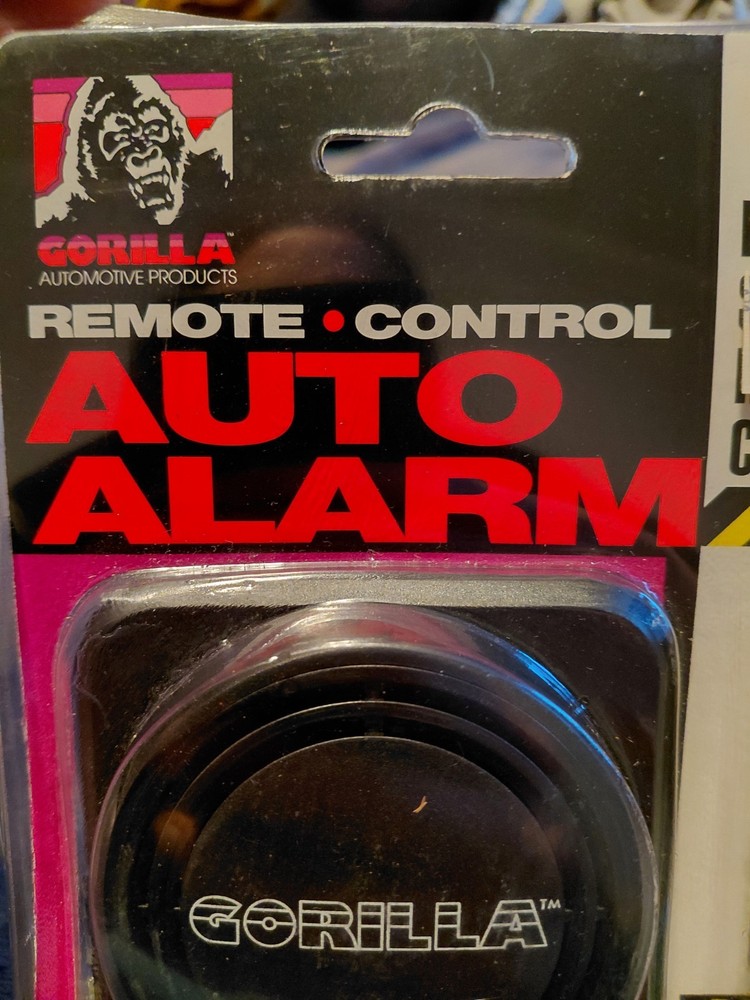 GORILLA™
AUTOMOTIVE PRODUCTS
REMOTE • CONTROL
AUTO
ALARM
GORILLA™